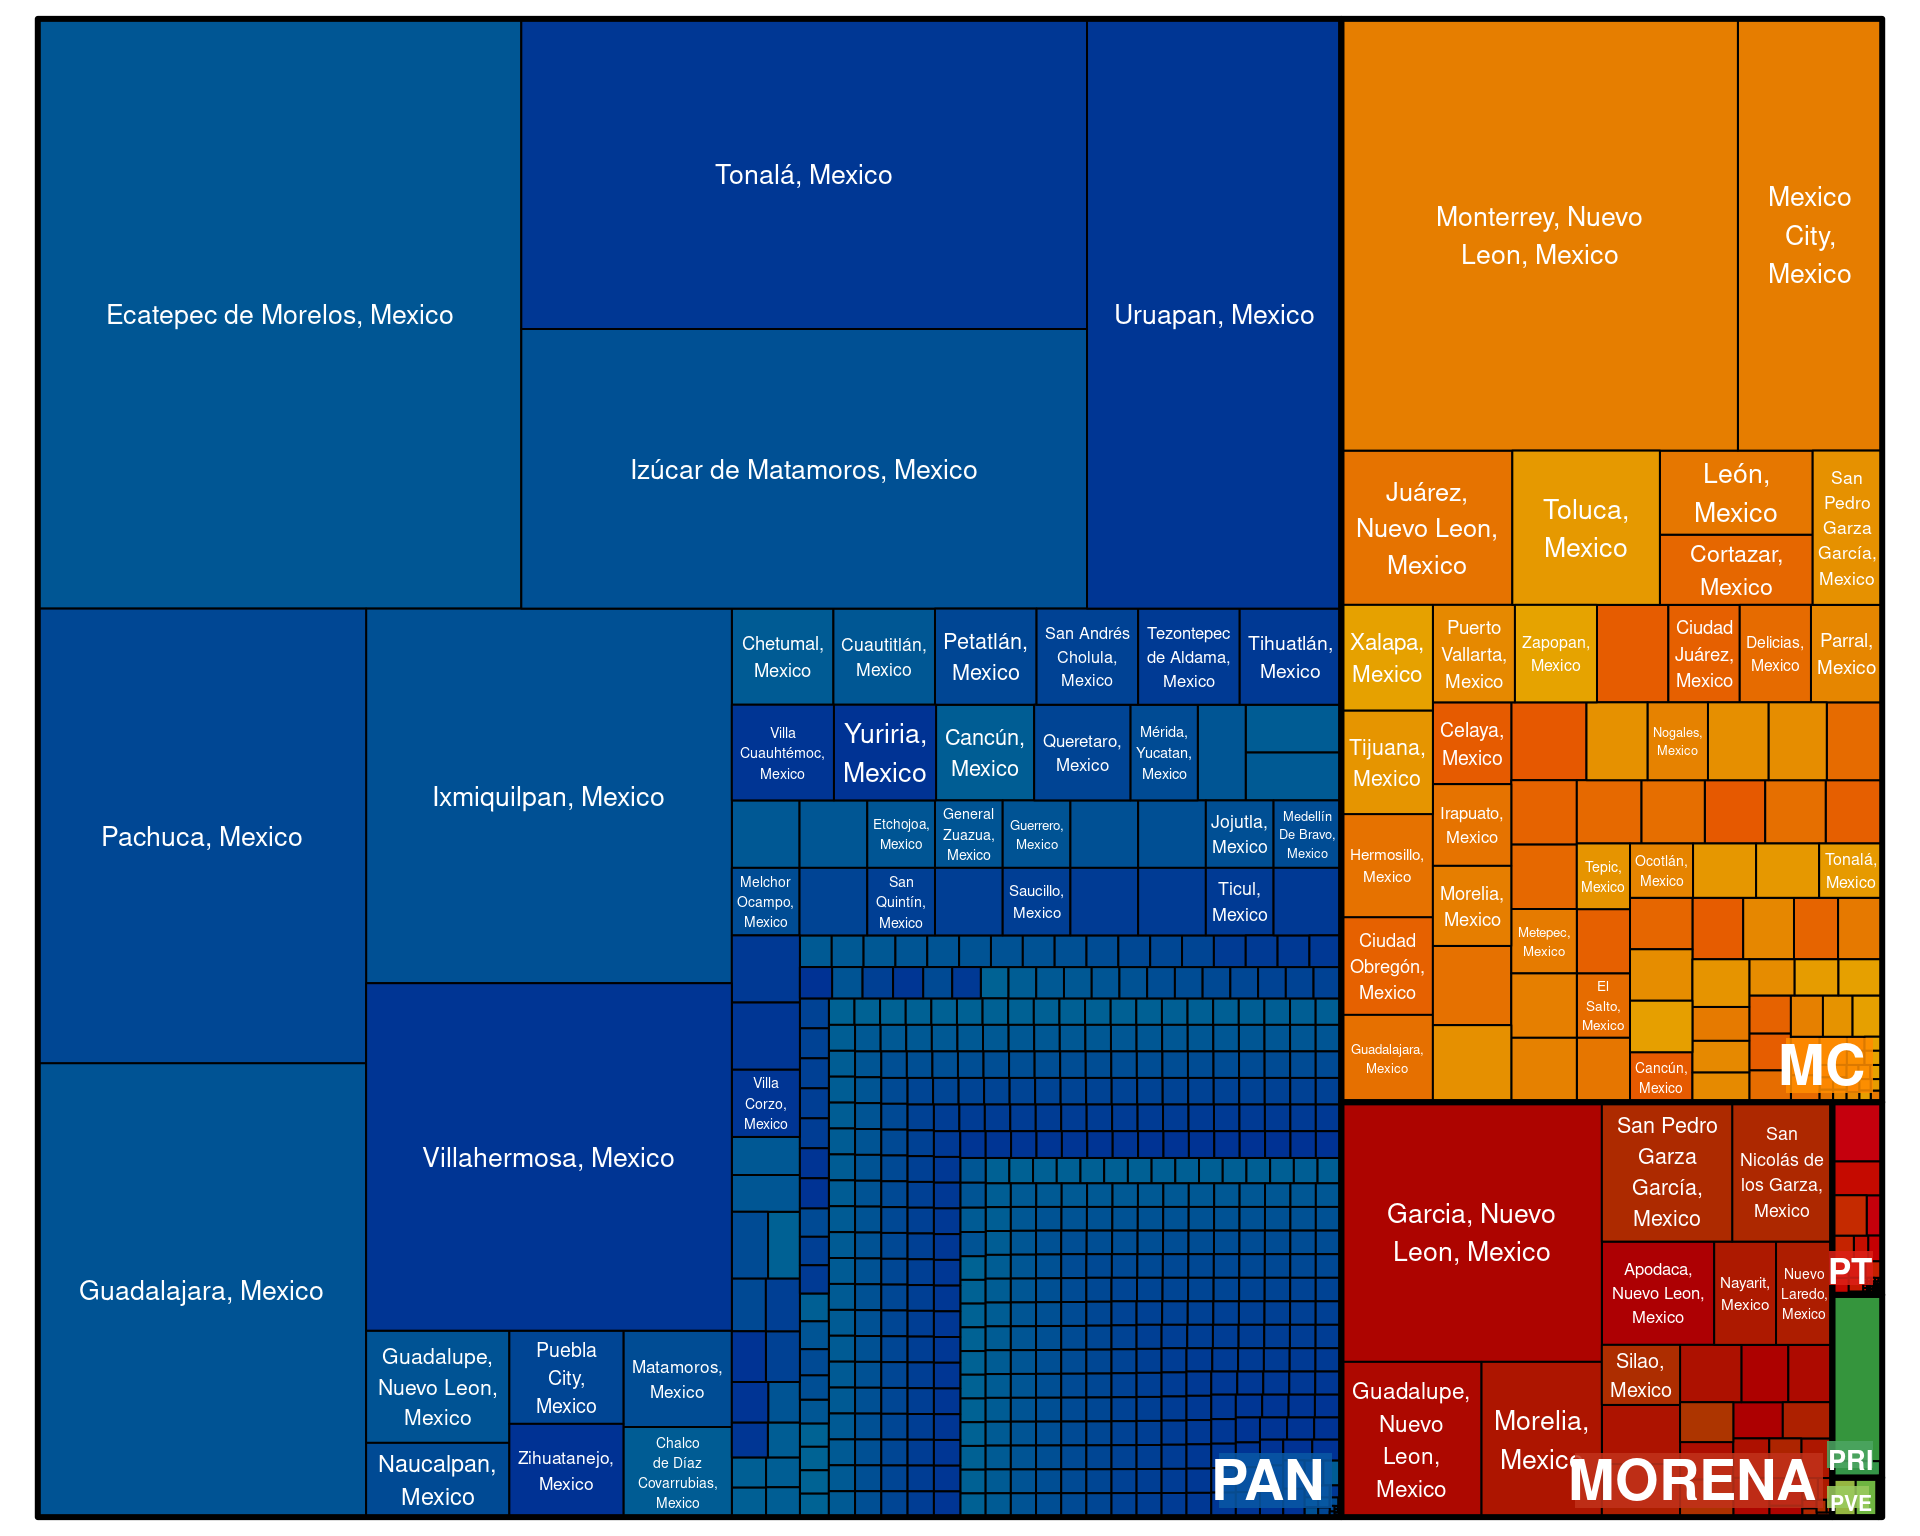 Ecatepec de Morelos, Mexico
Tonalá, Mexico
Izúcar de Matamoros, Mexico
Uruapan, Mexico
Pachuca, Mexico
Guadalajara, Mexico
Ixmiquilpan, Mexico
Villahermosa, Mexico
Guadalupe,
Nuevo Leon,
Mexico
Naucalpan,
Mexico
Puebla
City,
Mexico
Zihuatanejo,
Mexico
Matamoros,
Mexico
Chalco
de Díaz
Covarrubias,
Mexico
Chetumal,
Mexico
Cuautitlán,
Mexico
Petatlán,
Mexico
San Andrés
Cholula,
Mexico
Tezontepec
de Aldama,
Mexico
Tihuatlán,
Mexico
Villa
Cuauhtémoc,
Mexico
Yuriria,
Mexico
Cancún,
Mexico
Queretaro,
Mexico
Mérida,
Yucatan,
Mexico
Etchojoa,
Mexico
General
Zuazua,
Mexico
Guerrero,
Mexico
Jojutla,
Mexico
Medellín
De Bravo,
Mexico
Melchor
Ocampo,
Mexico
San
Quintín,
Mexico
Saucillo,
Mexico
Ticul,
Mexico
Villa
Corzo,
Mexico
PAN
Monterrey, Nuevo
Leon, Mexico
Mexico
City,
Mexico
Juárez,
Nuevo Leon,
Mexico
Toluca,
Mexico
León,
Mexico
Cortazar,
Mexico
San
Pedro
Garza
García,
Mexico
Xalapa,
Mexico
Puerto
Vallarta,
Mexico
Zapopan,
Mexico
Ciudad
Juárez,
Mexico
Delicias,
Mexico
Parral,
Mexico
Tijuana,
Mexico
Celaya,
Mexico
Nogales,
Mexico
Irapuato,
Mexico
Hermosillo,
Mexico
Morelia,
Mexico
Tepic,
Mexico
Ocotlán,
Mexico
Tonalá,
Mexico
Ciudad
Obregón,
Mexico
Metepec,
Mexico
El
Salto,
Mexico
Guadalajara,
Mexico
Cancún,
Mexico
MC
Garcia, Nuevo
Leon, Mexico
San Pedro
Garza
García,
Mexico
San
Nicolás de
los Garza,
Mexico
Apodaca,
Nuevo Leon,
Mexico
Nayarit,
Mexico
Nuevo
Laredo,
Mexico
Guadalupe,
Nuevo
Leon,
Mexico
Morelia,
Mexico
Silao,
Mexico
MORENA
PT
PRI
PVE